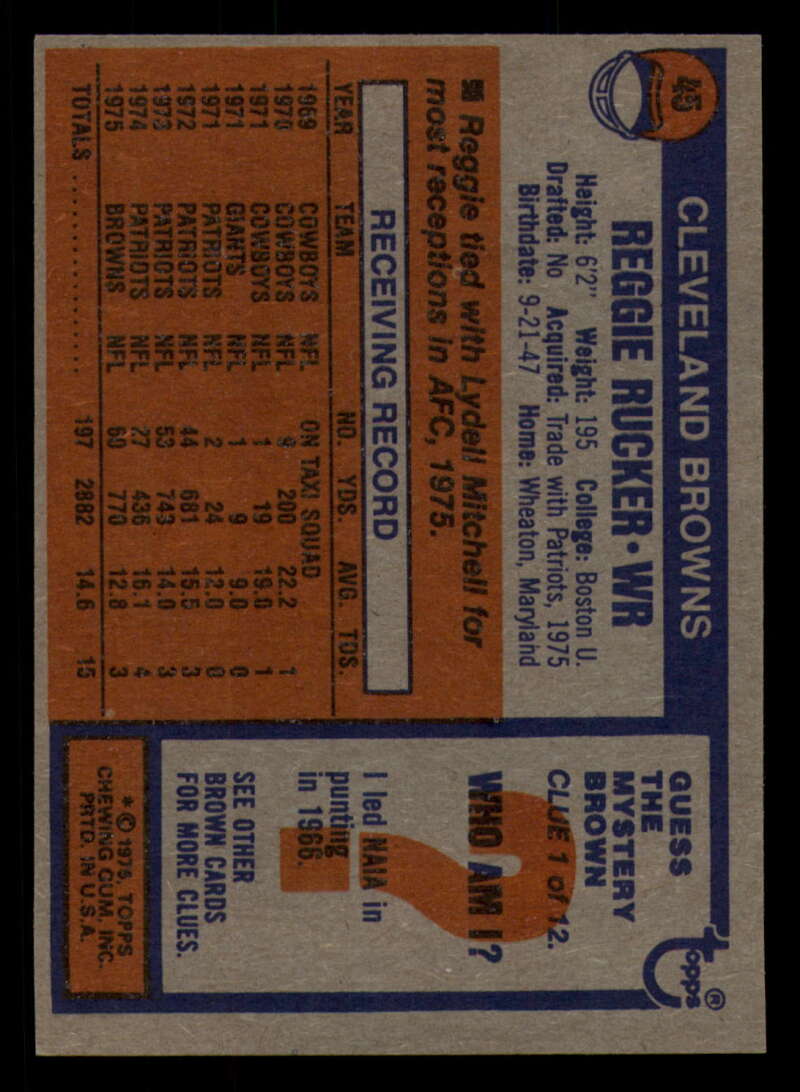 45
CLEVELAND BROWNS
REGGIE RUCKER•WR
Height: 6'2" Weight: 195 College: Boston U.
Drafted: No Acquired: Trade with Patriots, 1975
Birthdate: 9-21-47 Home: Wheaton, Maryland
Reggie tied with Lydell Mitchell for
most receptions in AFC, 1975.
RECEIVING RECORD
YEAR TEAM NO. YDS. AVG. TDS.
1969 COWBOYS NFL ON TAXI SQUAD
1970 COWBOYS NFL 9 200 22.2 1
1971 COWBOYS NFL 1 19 19.0 1
1971 GIANTS NFL 1 9 9.0 0
1971 PATRIOTS NFL 2 24 12.0 0
1972 PATRIOTS NFL 44 681 15.5 3
1973 PATRIOTS NFL 53 743 14.0 3
1974 PATRIOTS NFL 27 436 16.1 4
1975 BROWNS NFL 60 770 12.8 3
TOTALS .................. 197 2882 14.6 15
topps®
GUESS
THE
MYSTERY
BROWN
CLUE 1 of 12.
WHO AM I?
?
I led NAIA in
punting
in 1966.
SEE OTHER
BROWN CARDS
FOR MORE CLUES.
* © 1976, TOPPS
CHEWING GUM, INC.
PRTD. IN U.S.A.